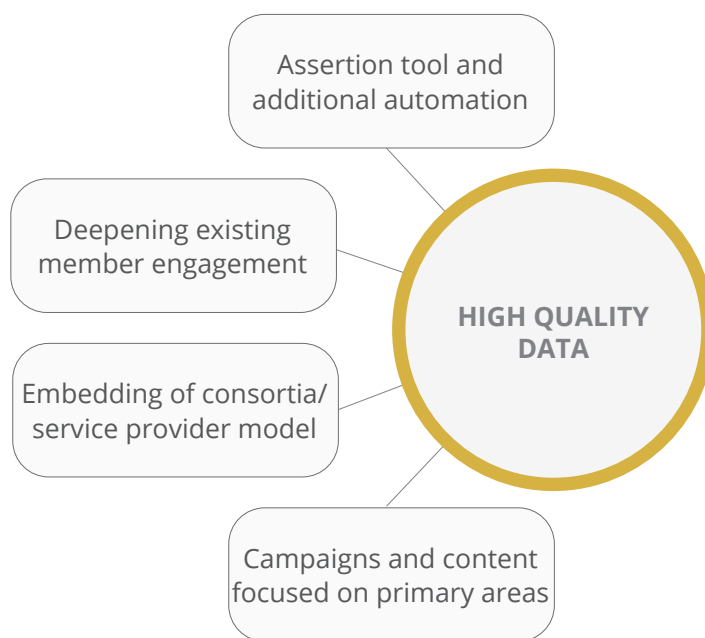 Assertion tool and
additional automation
Deepening existing
member engagement
HIGH QUALITY
DATA
Embedding of consortia/
service provider model
Campaigns and content
focused on primary areas